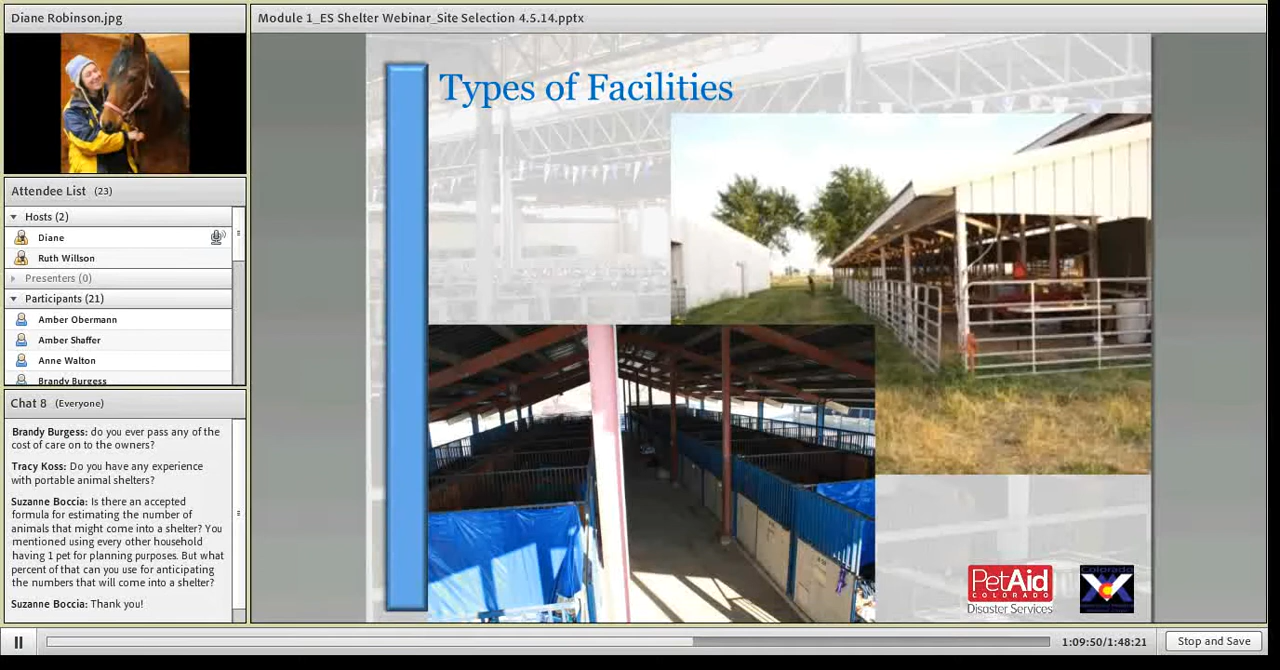 Diane Robinson.jpg
Module 1_ES Shelter Webinar_Site Selection 4.5.14.pptx
Attendee List (23)
Hosts (2)
Diane
Ruth Willson
Presenters (0)
Participants (21)
Amber Obermann
Amber Shaffer
Anne Walton
Brandy Burgess
Chat 8 (Everyone)
Brandy Burgess: do you ever pass any of the
cost of care on to the owners?
Tracy Koss: Do you have any experience
with portable animal shelters?
Suzanne Boccia: Is there an accepted
formula for estimating the number of
animals that might come into a shelter? You
mentioned using every other household
having 1 pet for planning purposes. But what
percent of that can you use for anticipating
the numbers that will come into a shelter?
Suzanne Boccia: Thank you!
Types of Facilities
PetAid
COLORADO
Disaster Services
Colorado
1:09:50/1:48:21
Stop and Save